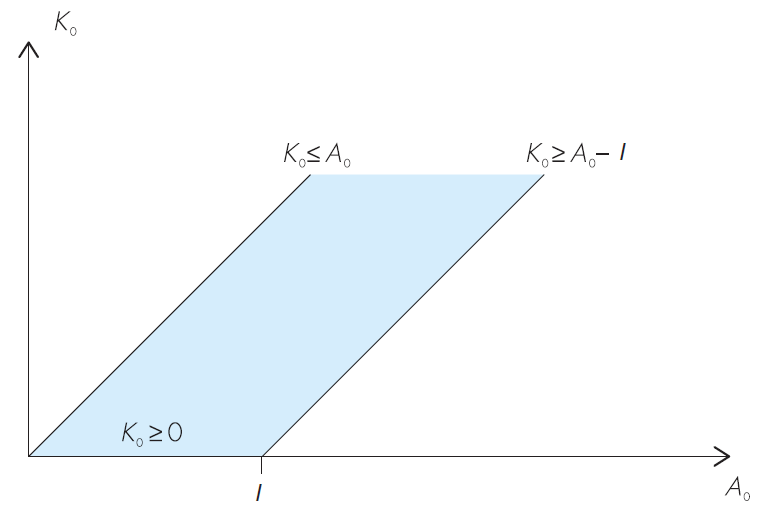 K₀
K₀ ≤ A₀
K₀ ≥ A₀ − I
K₀ ≥ 0
I
A₀